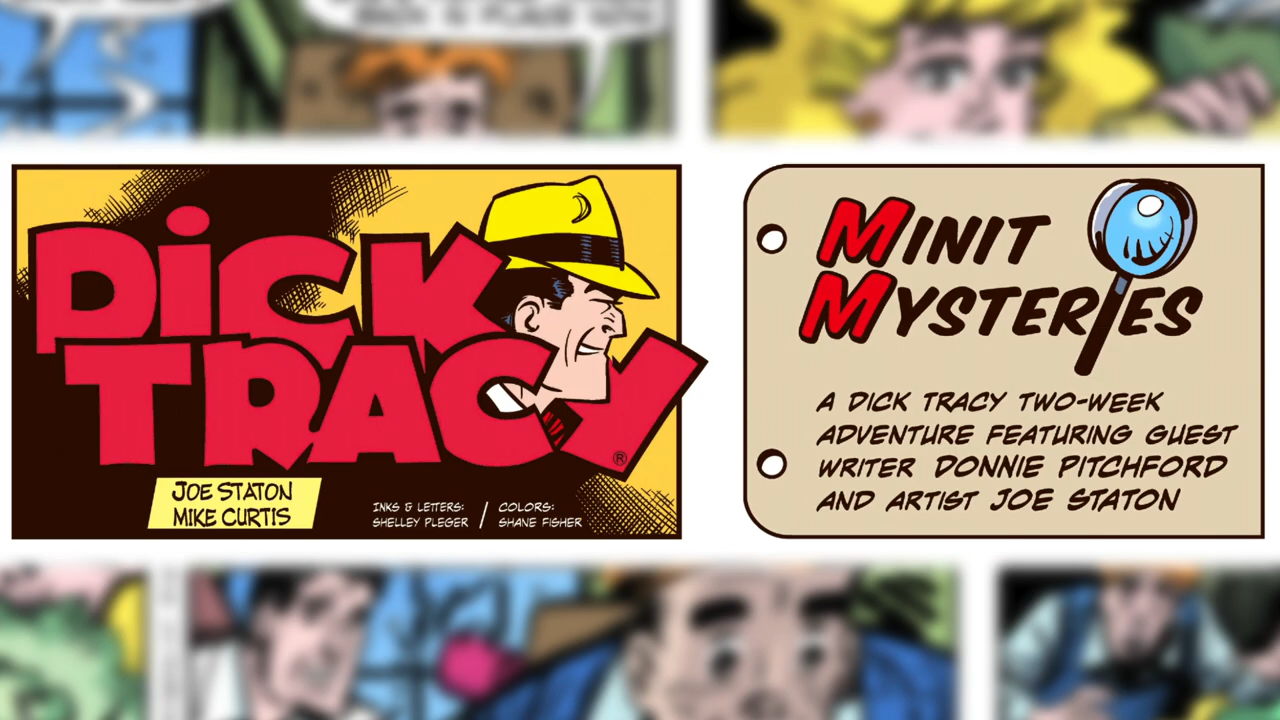 DICK
TRACY®
JOE STATON
MIKE CURTIS
INKS & LETTERS:
SHELLEY PLEGER
COLORS:
SHANE FISHER
MINIT
MYSTERIES
A DICK TRACY TWO-WEEK
ADVENTURE FEATURING GUEST
WRITER DONNIE PITCHFORD
AND ARTIST JOE STATON